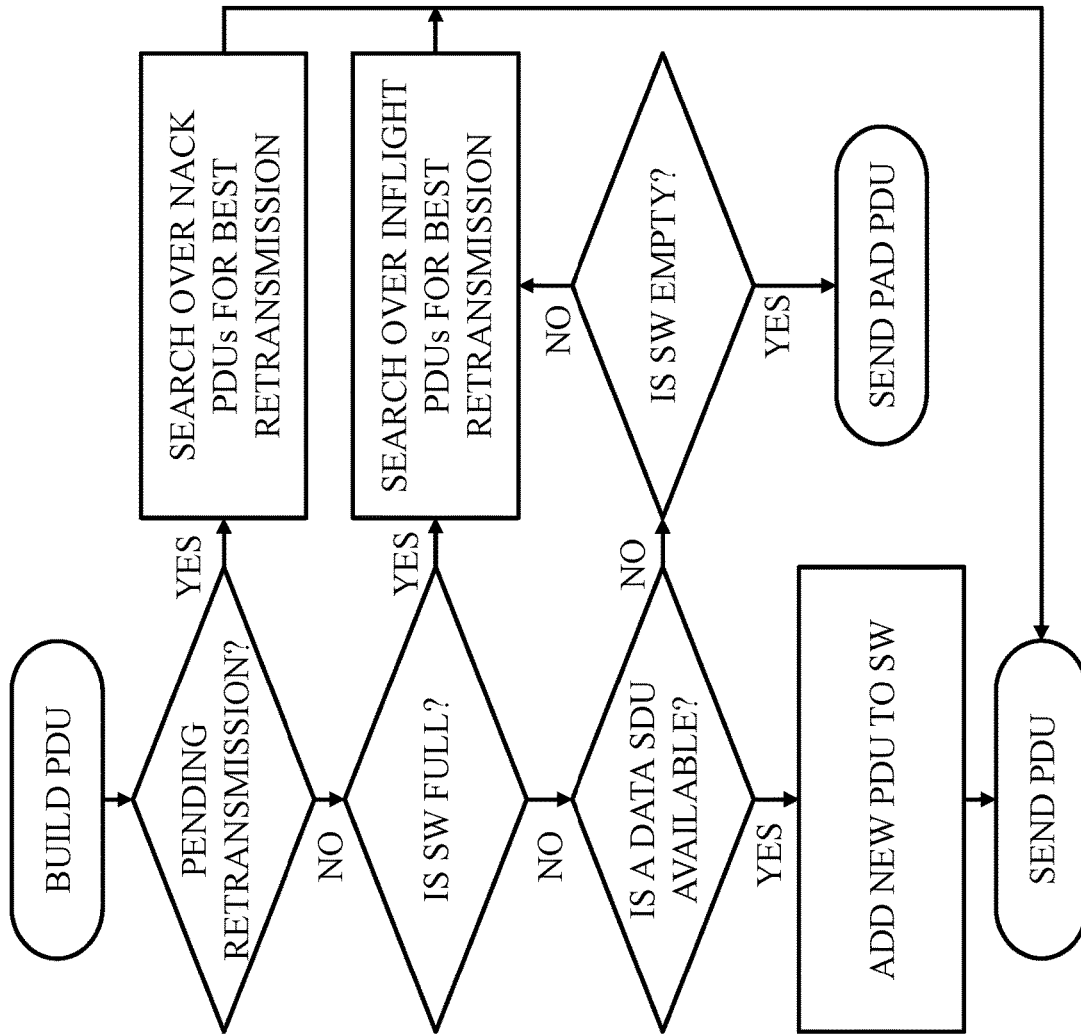 BUILD PDU
PENDING
RETRANSMISSION?
YES
SEARCH OVER NACK
PDUs FOR BEST
RETRANSMISSION
NO
IS SW FULL?
YES
SEARCH OVER INFLIGHT
PDUs FOR BEST
RETRANSMISSION
NO
IS A DATA SDU
AVAILABLE?
NO
IS SW EMPTY?
NO
YES
SEND PAD PDU
YES
ADD NEW PDU TO SW
SEND PDU